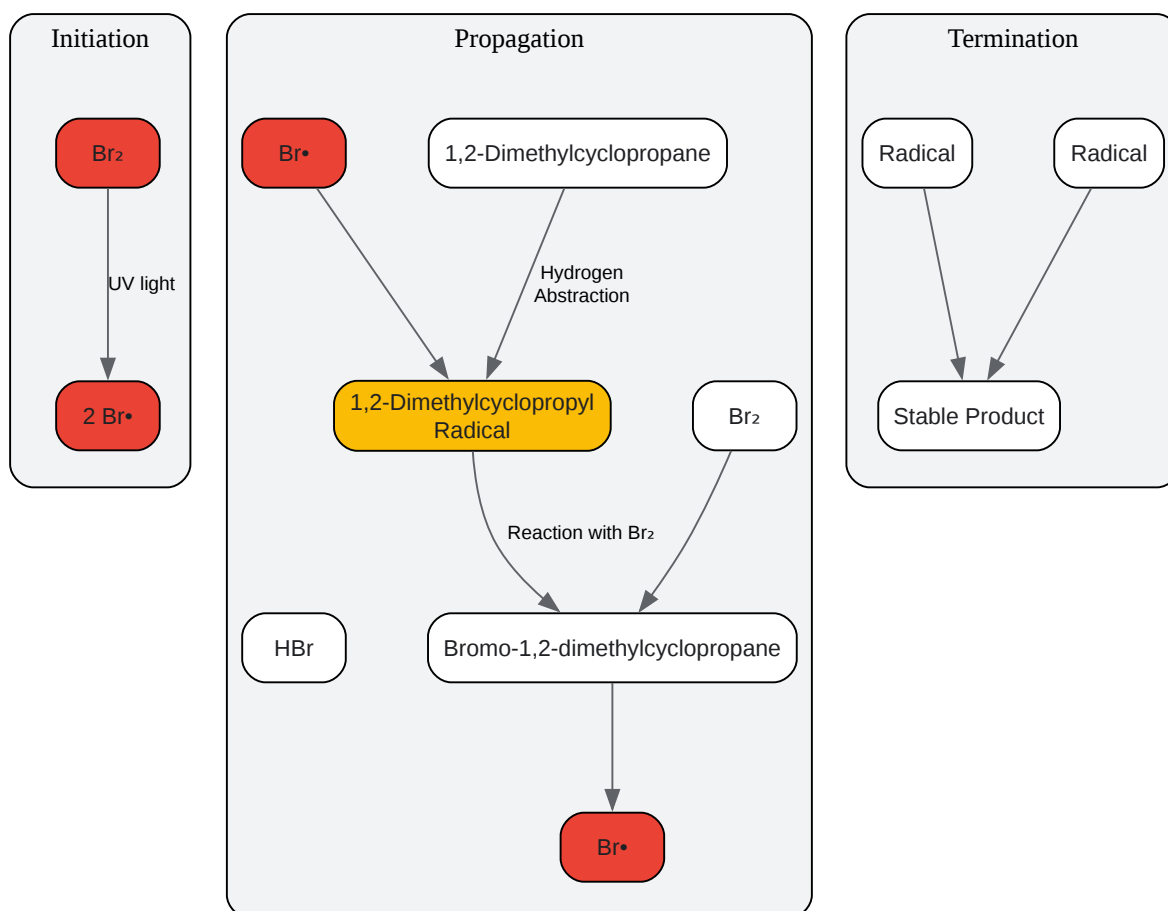 Initiation
Br₂
UV light
2 Br•
Propagation
Br•
1,2-Dimethylcyclopropane
Hydrogen
Abstraction
1,2-Dimethylcyclopropyl
Radical
Br₂
Reaction with Br₂
HBr
Bromo-1,2-dimethylcyclopropane
Br•
Termination
Radical
Radical
Stable Product